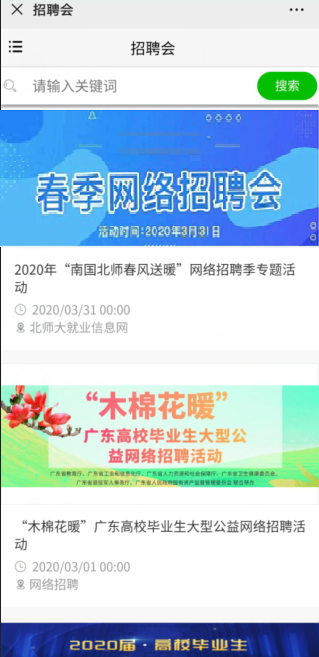 招聘会
招聘会
请输入关键词
搜索
春季网络招聘会
活动时间:2020年3月31日
2020年“南国北师春风送暖”网络招聘季专题活
动
2020/03/31 00:00
北师大就业信息网
“木棉花暖”
广东高校毕业生大型公
益网络招聘活动
“木棉花暖”广东高校毕业生大型公益网络招聘活
动
2020/03/01 00:00
网络招聘
2020届·高校毕业生